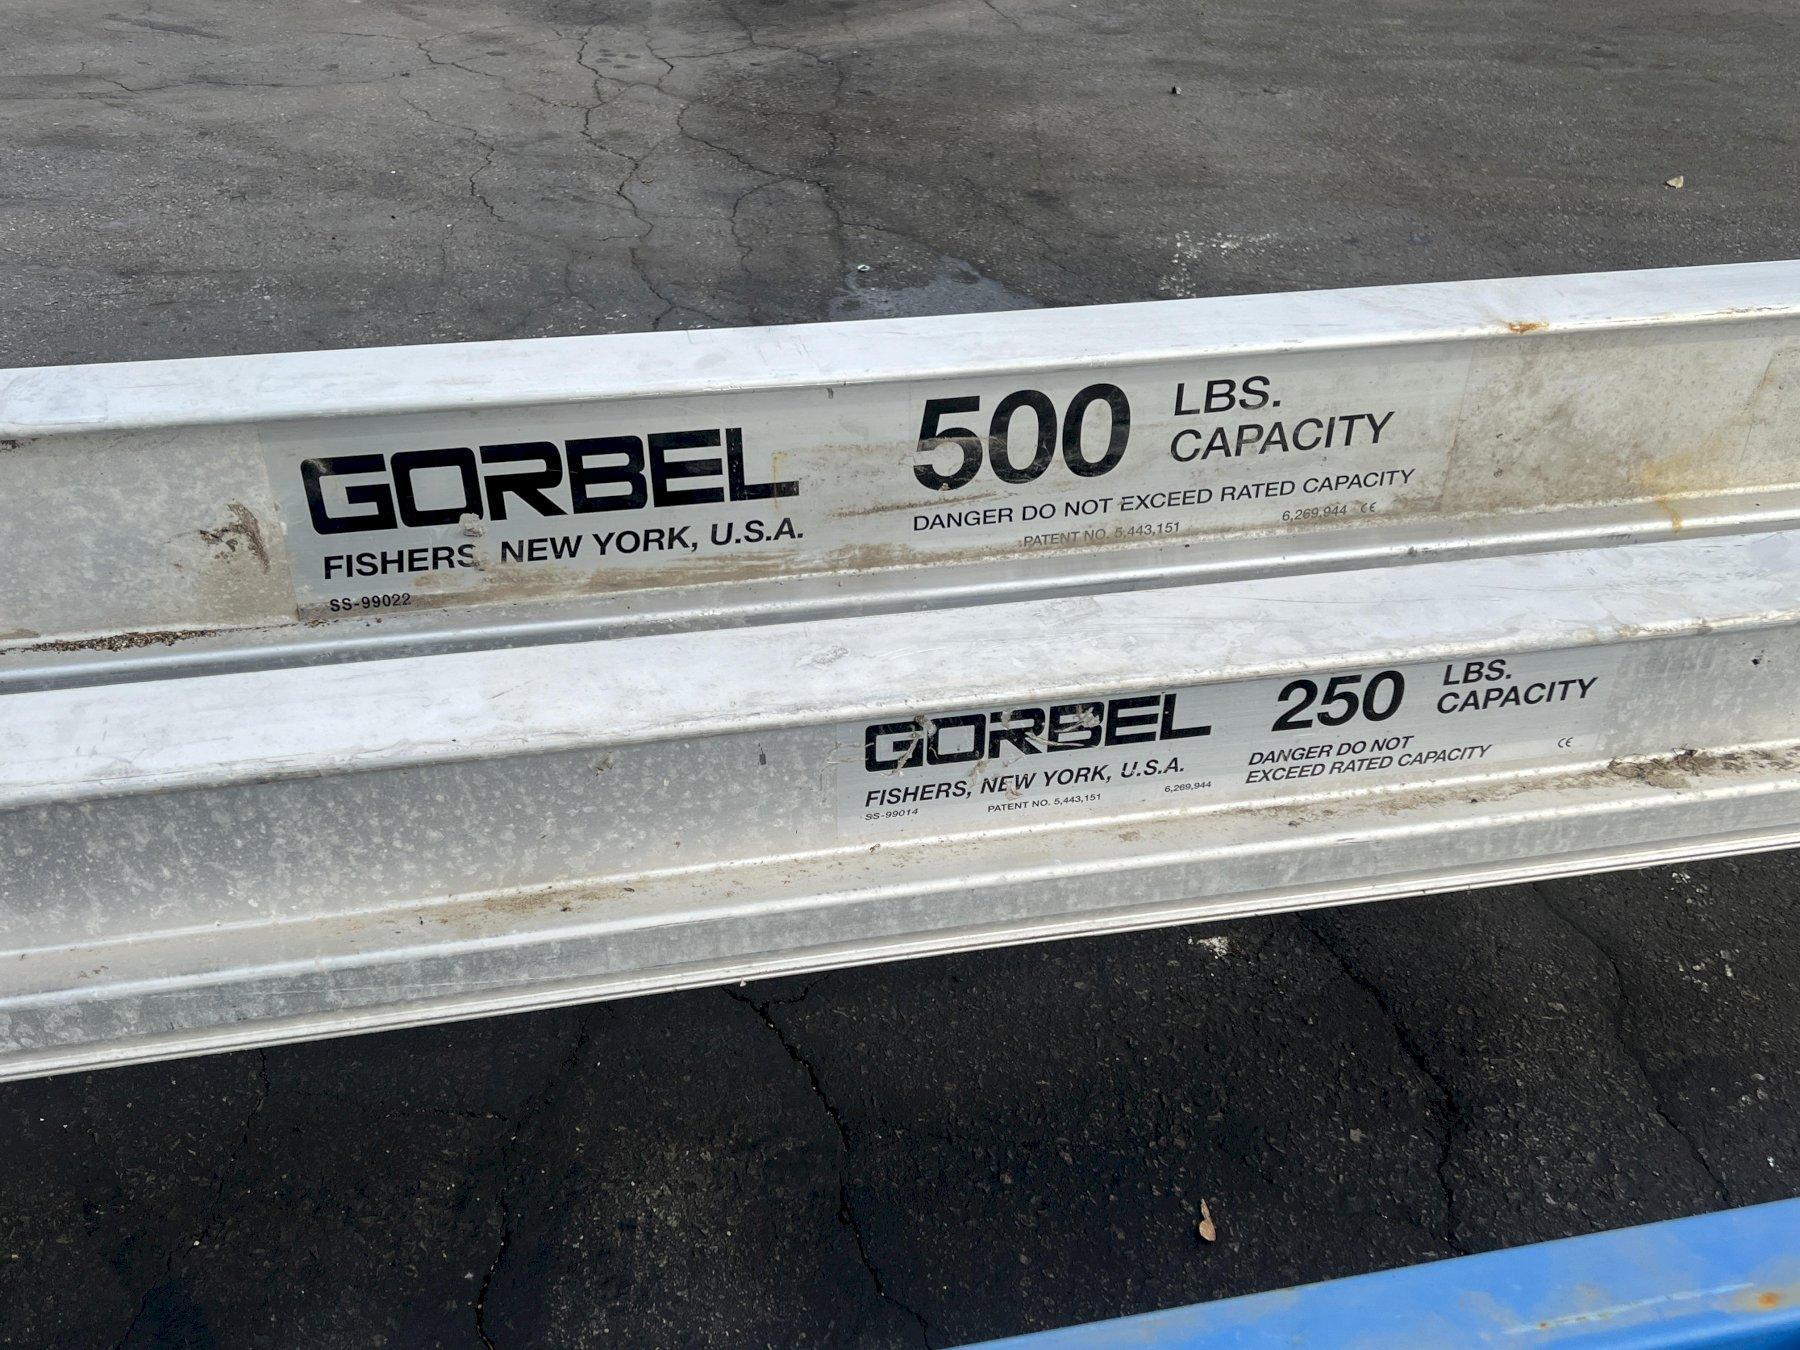 GORBEL
500 LBS.
CAPACITY
FISHERS, NEW YORK, U.S.A.
DANGER DO NOT EXCEED RATED CAPACITY
SS-99022
PATENT NO. 5,443,151 6,269,944 CE
GORBEL
250 LBS.
CAPACITY
FISHERS, NEW YORK, U.S.A.
DANGER DO NOT
EXCEED RATED CAPACITY
CE
SS-99014 PATENT NO. 5,443,151 6,269,944